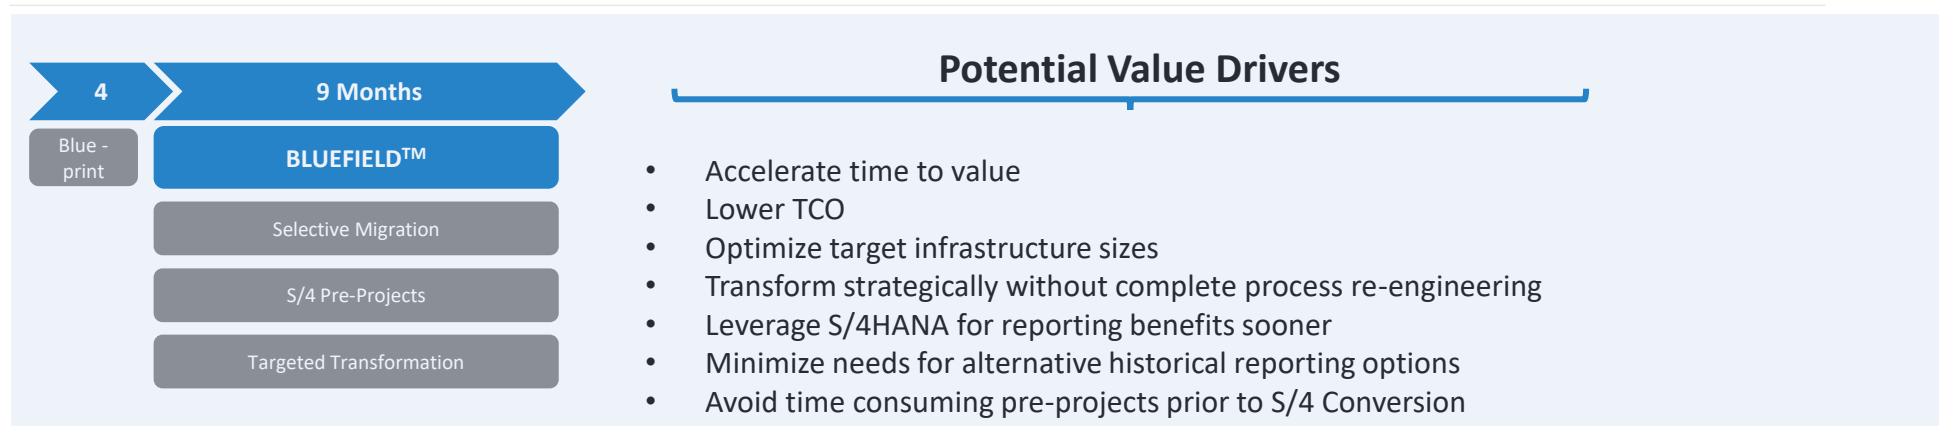 4
9 Months
Blue -
print
BLUEFIELD™
Selective Migration
S/4 Pre-Projects
Targeted Transformation
Potential Value Drivers
• Accelerate time to value
• Lower TCO
• Optimize target infrastructure sizes
• Transform strategically without complete process re-engineering
• Leverage S/4HANA for reporting benefits sooner
• Minimize needs for alternative historical reporting options
• Avoid time consuming pre-projects prior to S/4 Conversion